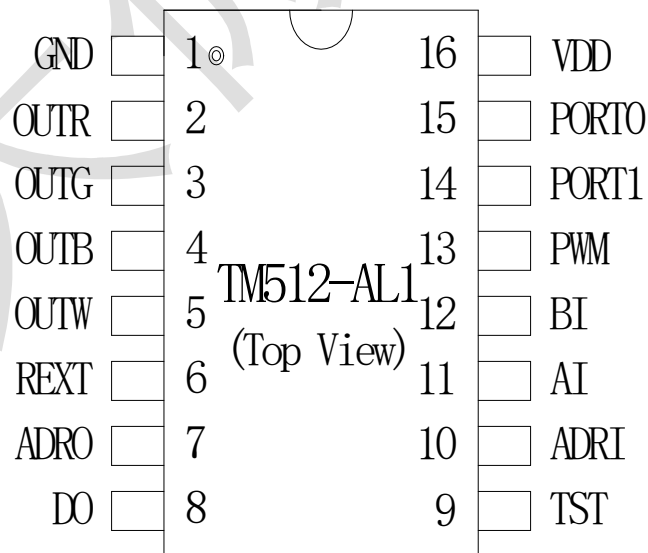 GND 1 16 VDD
OUTR 2 15 PORT0
OUTG 3 14 PORT1
OUTB 4 13 PWM
TM512-AL1
OUTW 5 12 BI
(Top View)
REXT 6 11 AI
ADRO 7 10 ADRI
DO 8 9 TST